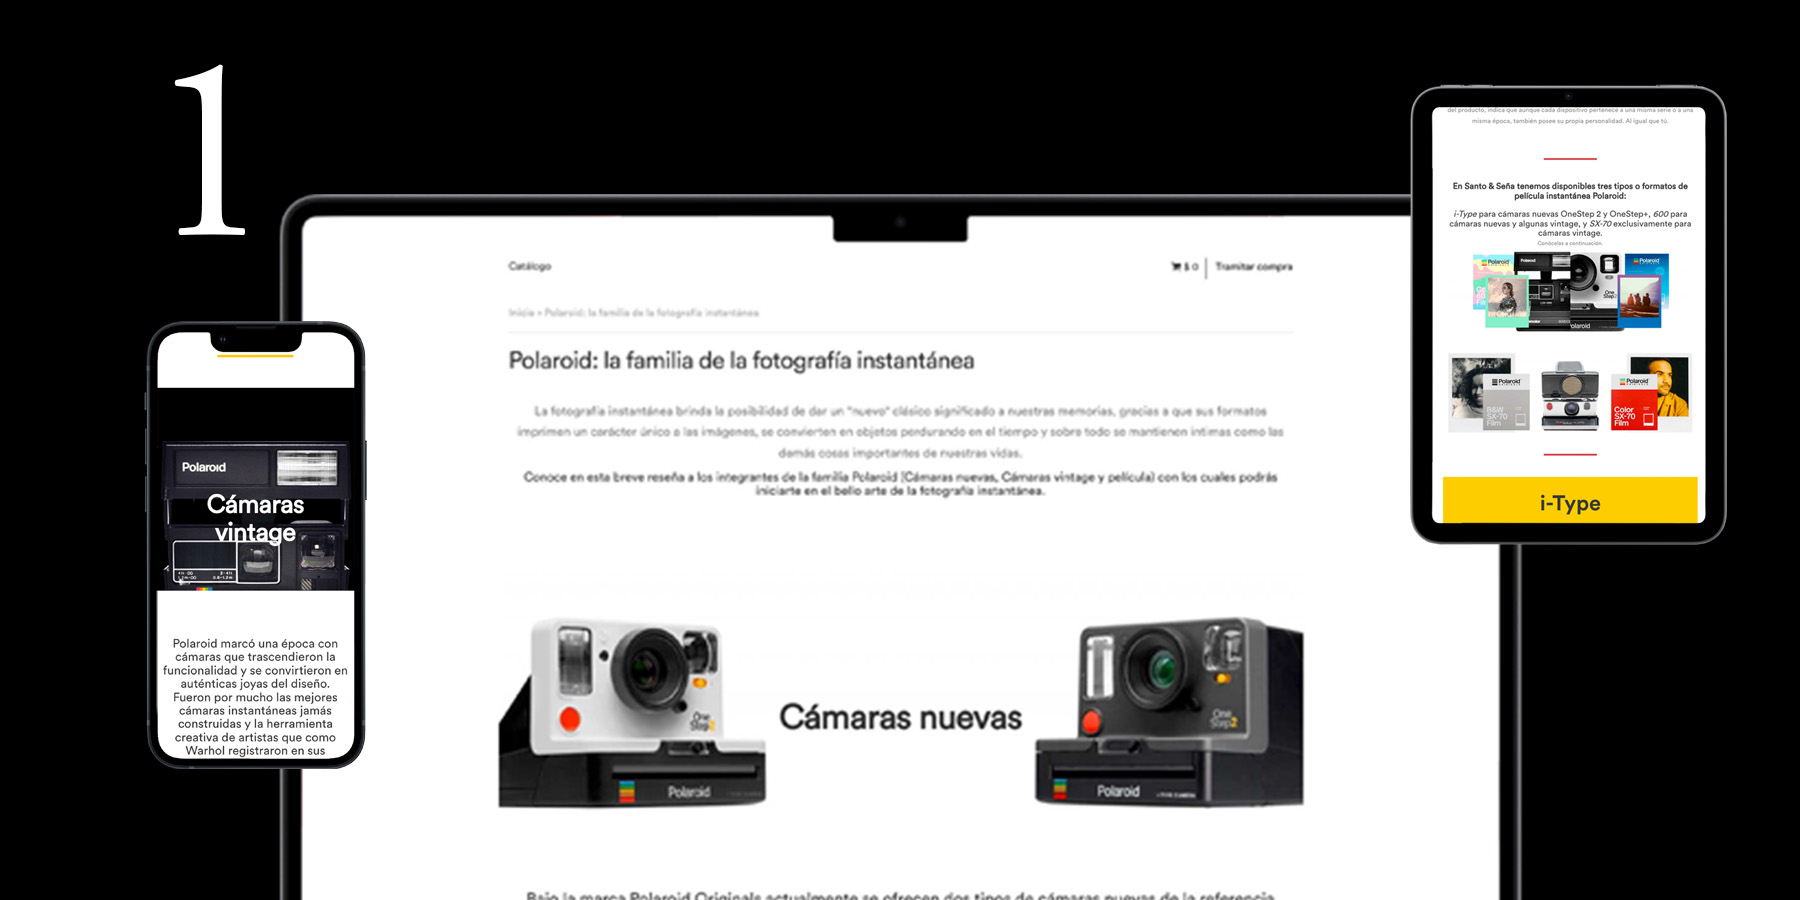 1
Catálogo
$ 0
Tramitar compra
Inicio » Polaroid: la familia de la fotografía instantánea
Polaroid: la familia de la fotografía instantánea
La fotografía instantánea brinda la posibilidad de dar un "nuevo" clásico significado a nuestras memorias, gracias a que sus formatos
imprimen un carácter único a las imágenes, se convierten en objetos perdurando en el tiempo y sobre todo se mantienen íntimas como las
demás cosas importantes de nuestras vidas.
Conoce en esta breve reseña a los integrantes de la familia Polaroid (Cámaras nuevas, Cámaras vintage y película) con los cuales podrás
iniciarte en el bello arte de la fotografía instantánea.
One
Step2
Polaroid
Cámaras nuevas
One
Step2
Polaroid
Bajo la marca Polaroid Originals actualmente se ofrecen dos tipos de cámaras nuevas de la referencia
Polaroid
Cámaras
vintage
Polaroid marcó una época con
cámaras que trascendieron la
funcionalidad y se convirtieron en
auténticas joyas del diseño.
Fueron por mucho las mejores
cámaras instantáneas jamás
construidas y la herramienta
creativa de artistas que como
Warhol registraron en sus
del producto, indica que aunque cada dispositivo pertenece a una misma serie o a una
misma época, también posee su propia personalidad. Al igual que tú.
En Santo & Seña tenemos disponibles tres tipos o formatos de
película instantánea Polaroid:
i-Type para cámaras nuevas OneStep 2 y OneStep+, 600 para
cámaras nuevas y algunas vintage, y SX-70 exclusivamente para
cámaras vintage.
Conócelas a continuación.
Polaroid
Polaroid
Polaroid
One
Step2
Polaroid
Polaroid
B&W
SX-70
Film
Polaroid
Color
SX-70
Film
i-Type